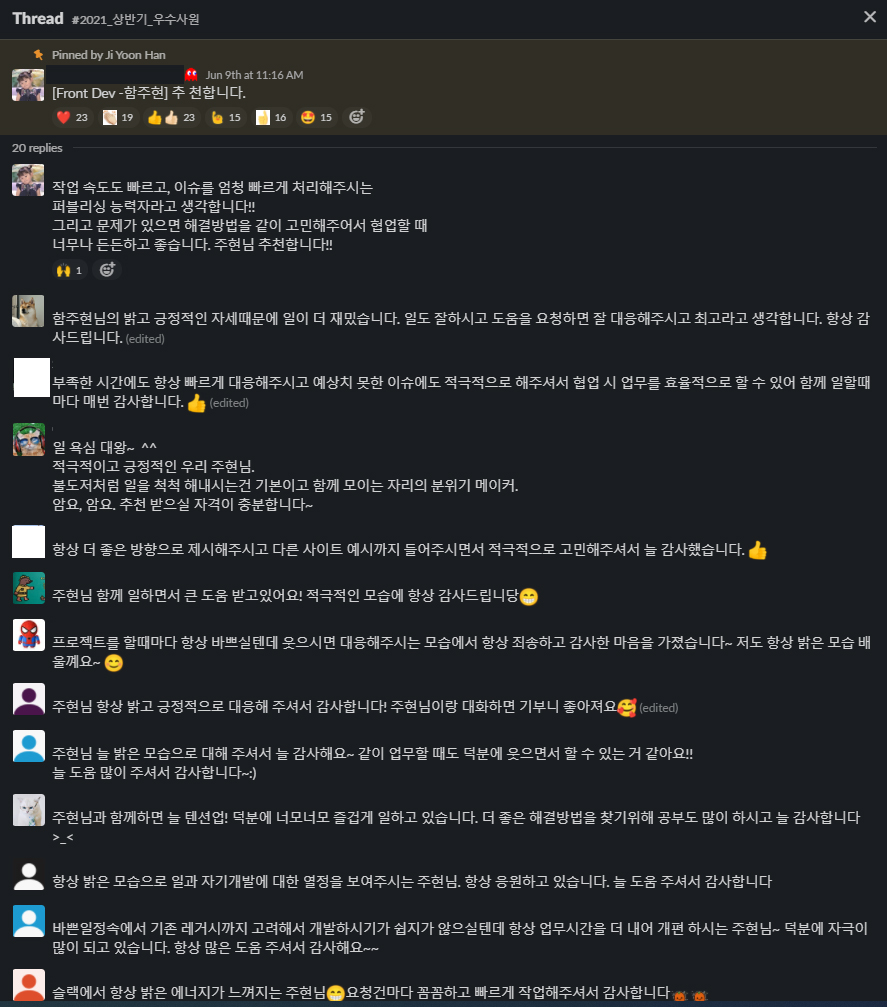 Thread #2021_상반기_우수사원
Pinned by Ji Yoon Han
Jun 9th at 11:16 AM
[Front Dev -함주현] 추 천합니다.
23 19 23 15 16 15
20 replies
작업 속도도 빠르고, 이슈를 엄청 빠르게 처리해주시는
퍼블리싱 능력자라고 생각합니다!!
그리고 문제가 있으면 해결방법을 같이 고민해주어서 협업할 때
너무나 든든하고 좋습니다. 주현님 추천합니다!!
1
함주현님의 밝고 긍정적인 자세때문에 일이 더 재밌습니다. 일도 잘하시고 도움을 요청하면 잘 대응해주시고 최고라고 생각합니다. 항상 감
사드립니다. (edited)
부족한 시간에도 항상 빠르게 대응해주시고 예상치 못한 이슈에도 적극적으로 해주셔서 협업 시 업무를 효율적으로 할 수 있어 함께 일할때
마다 매번 감사합니다. 👍 (edited)
일 욕심 대왕~ ^^
적극적이고 긍정적인 우리 주현님.
불도저처럼 일을 척척 해내시는건 기본이고 함께 모이는 자리의 분위기 메이커.
암요, 암요. 추천 받으실 자격이 충분합니다~
항상 더 좋은 방향으로 제시해주시고 다른 사이트 예시까지 들어주시면서 적극적으로 고민해주셔서 늘 감사했습니다. 👍
주현님 함께 일하면서 큰 도움 받고있어요! 적극적인 모습에 항상 감사드립니당😁
프로젝트를 할때마다 항상 바쁘실텐데 웃으시면 대응해주시는 모습에서 항상 죄송하고 감사한 마음을 가졌습니다~ 저도 항상 밝은 모습 배
울께요~ 😊
주현님 항상 밝고 긍정적으로 대응해 주셔서 감사합니다! 주현님이랑 대화하면 기부니 좋아져요🥰 (edited)
주현님 늘 밝은 모습으로 대해 주셔서 늘 감사해요~ 같이 업무할 때도 덕분에 웃으면서 할 수 있는 거 같아요!!
늘 도움 많이 주셔서 감사합니다~:)
주현님과 함께하면 늘 텐션업! 덕분에 너모너모 즐겁게 일하고 있습니다. 더 좋은 해결방법을 찾기위해 공부도 많이 하시고 늘 감사합니다
>_<
항상 밝은 모습으로 일과 자기개발에 대한 열정을 보여주시는 주현님. 항상 응원하고 있습니다. 늘 도움 주셔서 감사합니다
바쁜일정속에서 기존 레거시까지 고려해서 개발하시기가 쉽지가 않으실텐데 항상 업무시간을 더 내어 개편 하시는 주현님~ 덕분에 자극이
많이 되고 있습니다. 항상 많은 도움 주셔서 감사해요~~
슬랙에서 항상 밝은 에너지가 느껴지는 주현님😁요청건마다 꼼꼼하고 빠르게 작업해주셔서 감사합니다